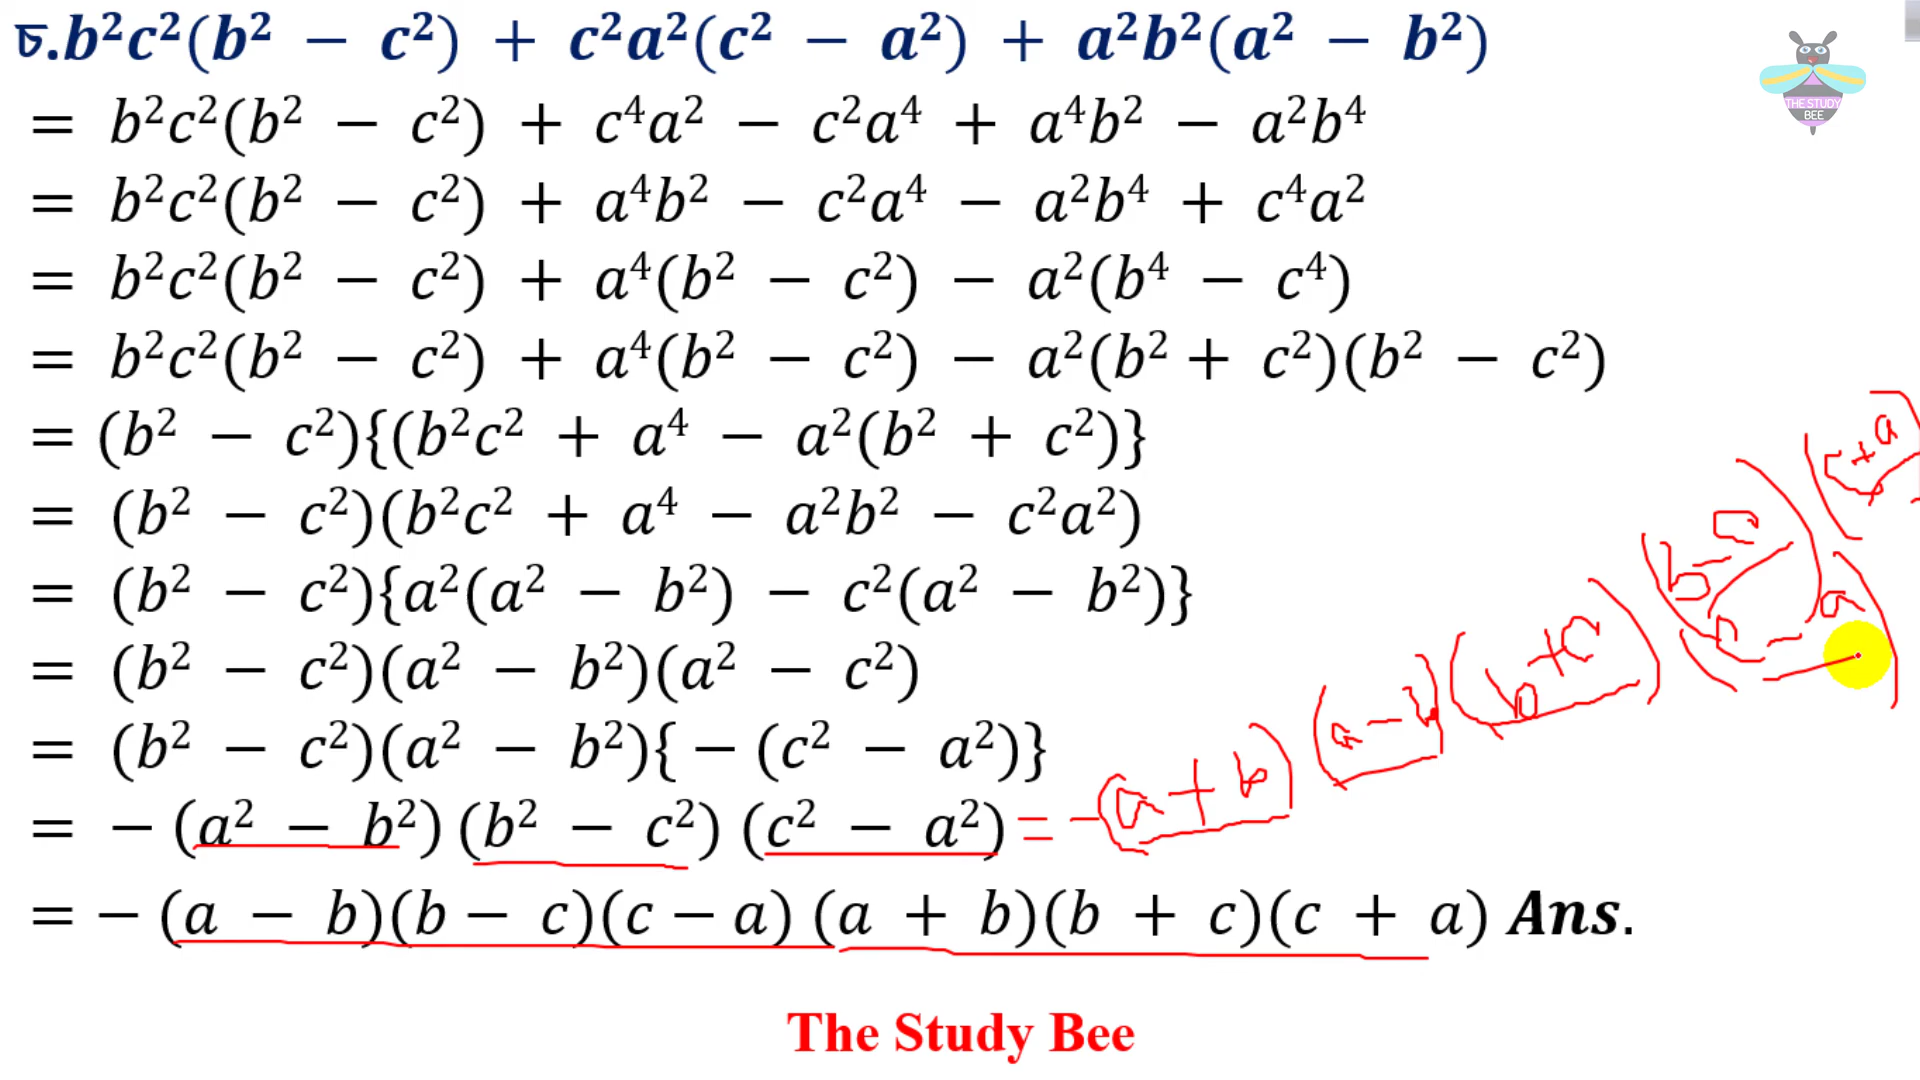 চ.b²c²(b² − c²) + c²a²(c² − a²) + a²b²(a² − b²)
THE STUDY
BEE
= b²c²(b² − c²) + c⁴a² − c²a⁴ + a⁴b² − a²b⁴
= b²c²(b² − c²) + a⁴b² − c²a⁴ − a²b⁴ + c⁴a²
= b²c²(b² − c²) + a⁴(b² − c²) − a²(b⁴ − c⁴)
= b²c²(b² − c²) + a⁴(b² − c²) − a²(b² + c²)(b² − c²)
= (b² − c²){(b²c² + a⁴ − a²(b² + c²)}
= (b² − c²)(b²c² + a⁴ − a²b² − c²a²)
= (b² − c²){a²(a² − b²) − c²(a² − b²)}
= (b² − c²)(a² − b²)(a² − c²)
= (b² − c²)(a² − b²){−(c² − a²)}
= −(a² − b²)(b² − c²)(c² − a²) = −(a+b)(a−b)(b+c)(b−c)(c+a)
(c−a)
= −(a − b)(b − c)(c − a)(a + b)(b + c)(c + a) Ans.
The Study Bee